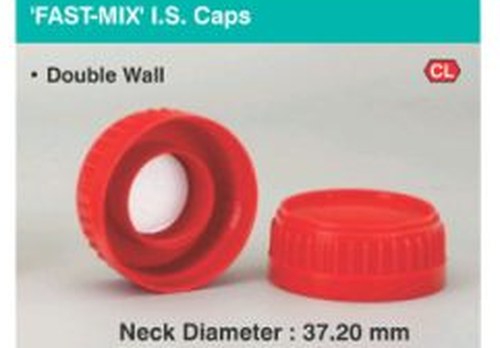 'FAST-MIX' I.S. Caps
• Double Wall
CL
Neck Diameter : 37.20 mm